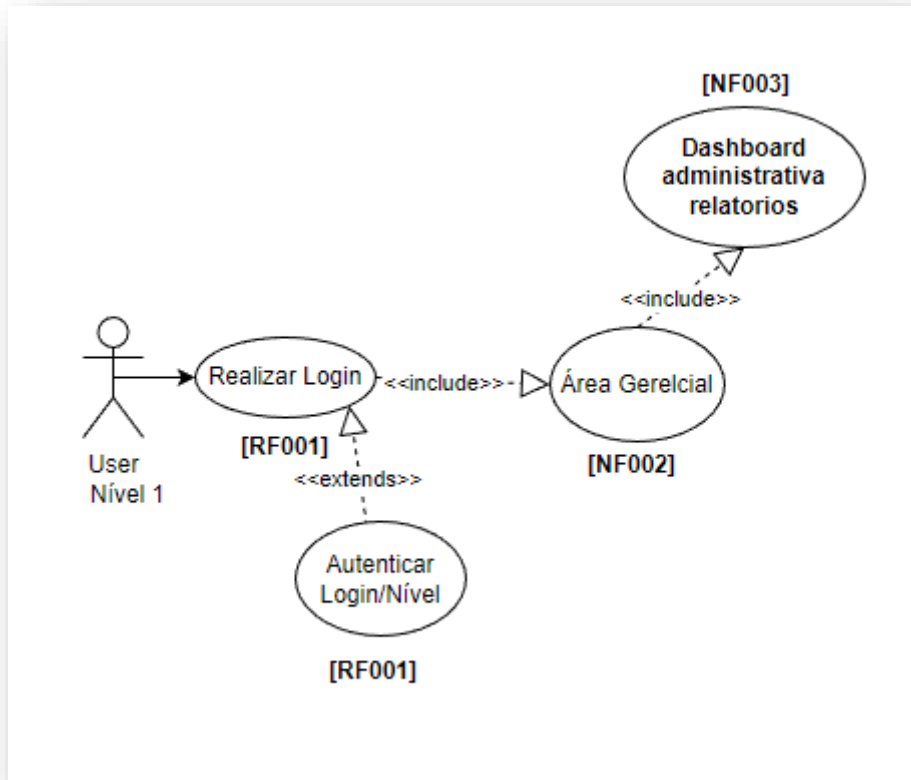 [NF003]
Dashboard
administrativa
relatorios
<<include>>
Realizar Login
<<include>>
Área Gerelcial
[RF001]
[NF002]
User
Nível 1
<<extends>>
Autenticar
Login/Nível
[RF001]